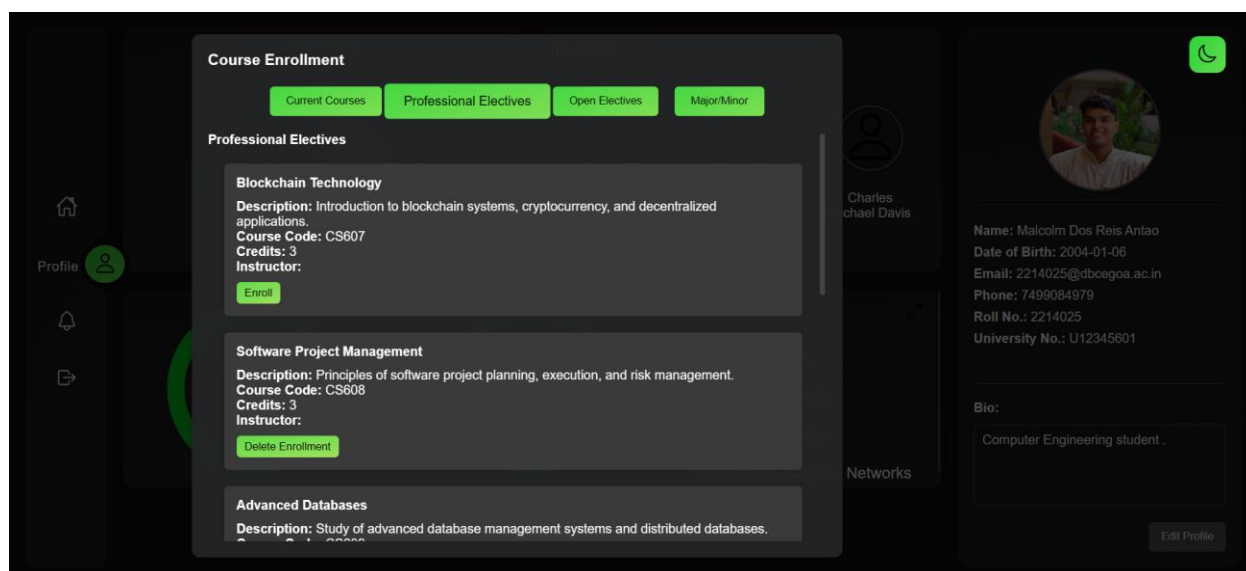 Course Enrollment
Current Courses
Professional Electives
Open Electives
Major/Minor
Professional Electives
Blockchain Technology
Description: Introduction to blockchain systems, cryptocurrency, and decentralized
applications.
Course Code: CS607
Credits: 3
Instructor:
Enroll
Software Project Management
Description: Principles of software project planning, execution, and risk management.
Course Code: CS608
Credits: 3
Instructor:
Delete Enrollment
Advanced Databases
Description: Study of advanced database management systems and distributed databases.
Profile
Charles
chael Davis
Networks
Name: Malcolm Dos Reis Antao
Date of Birth: 2004-01-06
Email: 2214025@dbcegoa.ac.in
Phone: 7499084979
Roll No.: 2214025
University No.: U12345601
Bio:
Computer Engineering student .
Edit Profile